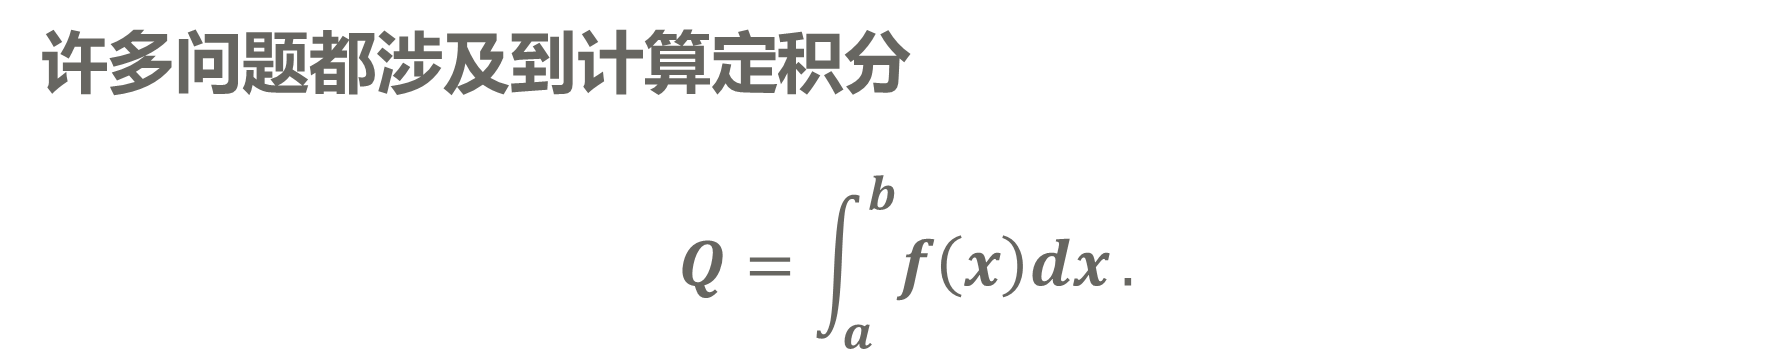 许多问题都涉及到计算定积分
Q = ∫_a^b f(x)dx .